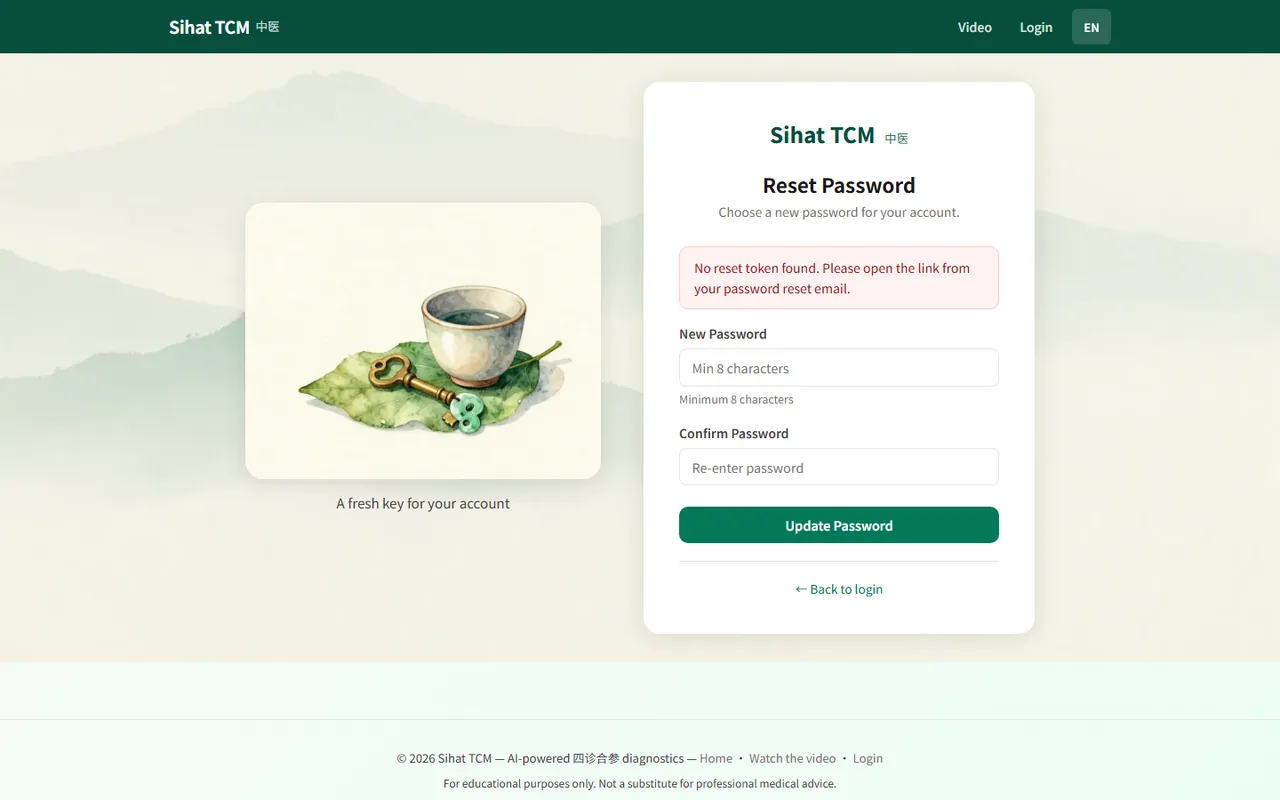 Sihat TCM 中医
Video
Login
EN
A fresh key for your account
Sihat TCM 中医
Reset Password
Choose a new password for your account.
No reset token found. Please open the link from
your password reset email.
New Password
Min 8 characters
Minimum 8 characters
Confirm Password
Re-enter password
Update Password
← Back to login
© 2026 Sihat TCM — AI-powered 四诊合参 diagnostics — Home · Watch the video · Login
For educational purposes only. Not a substitute for professional medical advice.